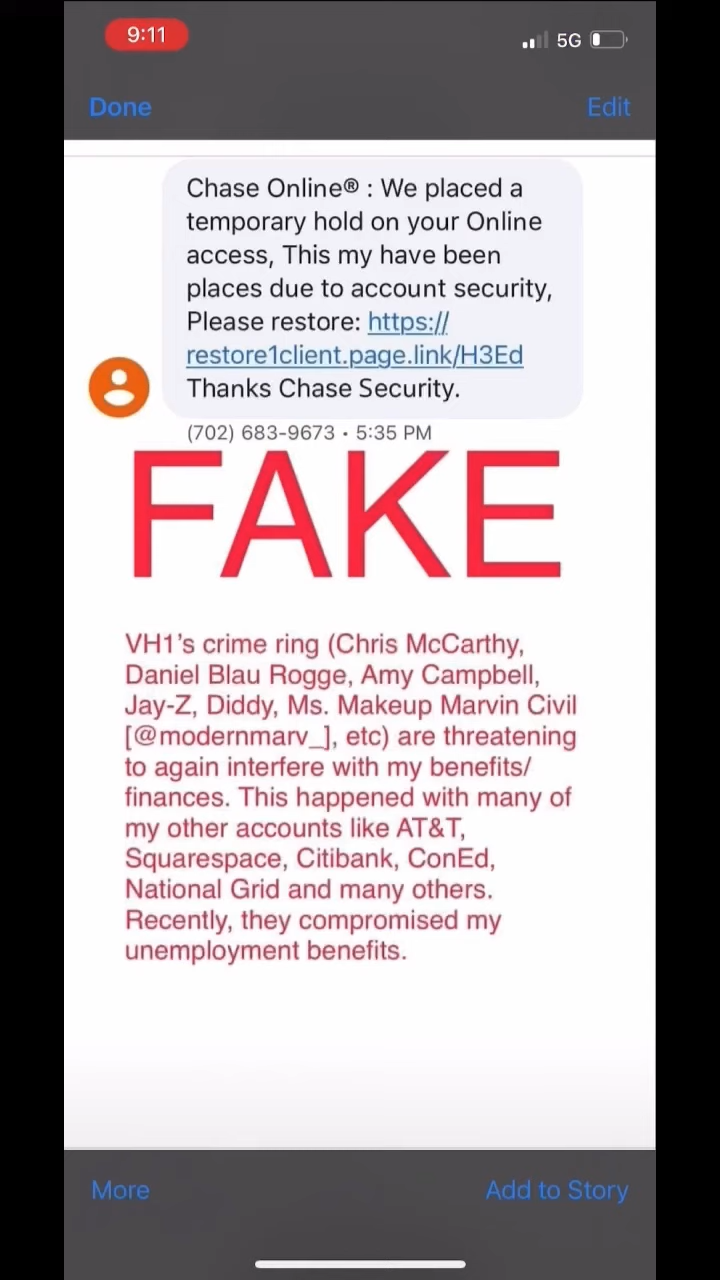 9:11
5G
Done
Edit
Chase Online® : We placed a
temporary hold on your Online
access, This my have been
places due to account security,
Please restore: https://
restore1client.page.link/H3Ed
Thanks Chase Security.
(702) 683-9673 • 5:35 PM
FAKE
VH1’s crime ring (Chris McCarthy,
Daniel Blau Rogge, Amy Campbell,
Jay-Z, Diddy, Ms. Makeup Marvin Civil
[@modernmarv_], etc) are threatening
to again interfere with my benefits/
finances. This happened with many of
my other accounts like AT&T,
Squarespace, Citibank, ConEd,
National Grid and many others.
Recently, they compromised my
unemployment benefits.
More
Add to Story